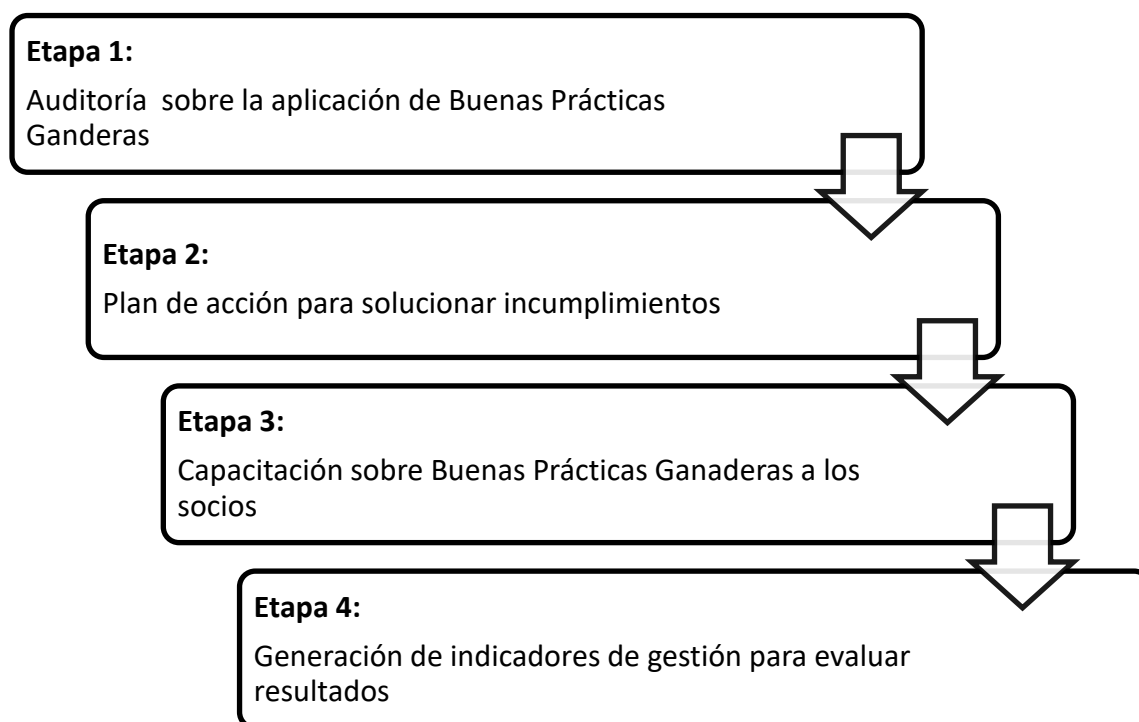 Etapa 1:
Auditoría sobre la aplicación de Buenas Prácticas
Ganderas
Etapa 2:
Plan de acción para solucionar incumplimientos
Etapa 3:
Capacitación sobre Buenas Prácticas Ganaderas a los
socios
Etapa 4:
Generación de indicadores de gestión para evaluar
resultados